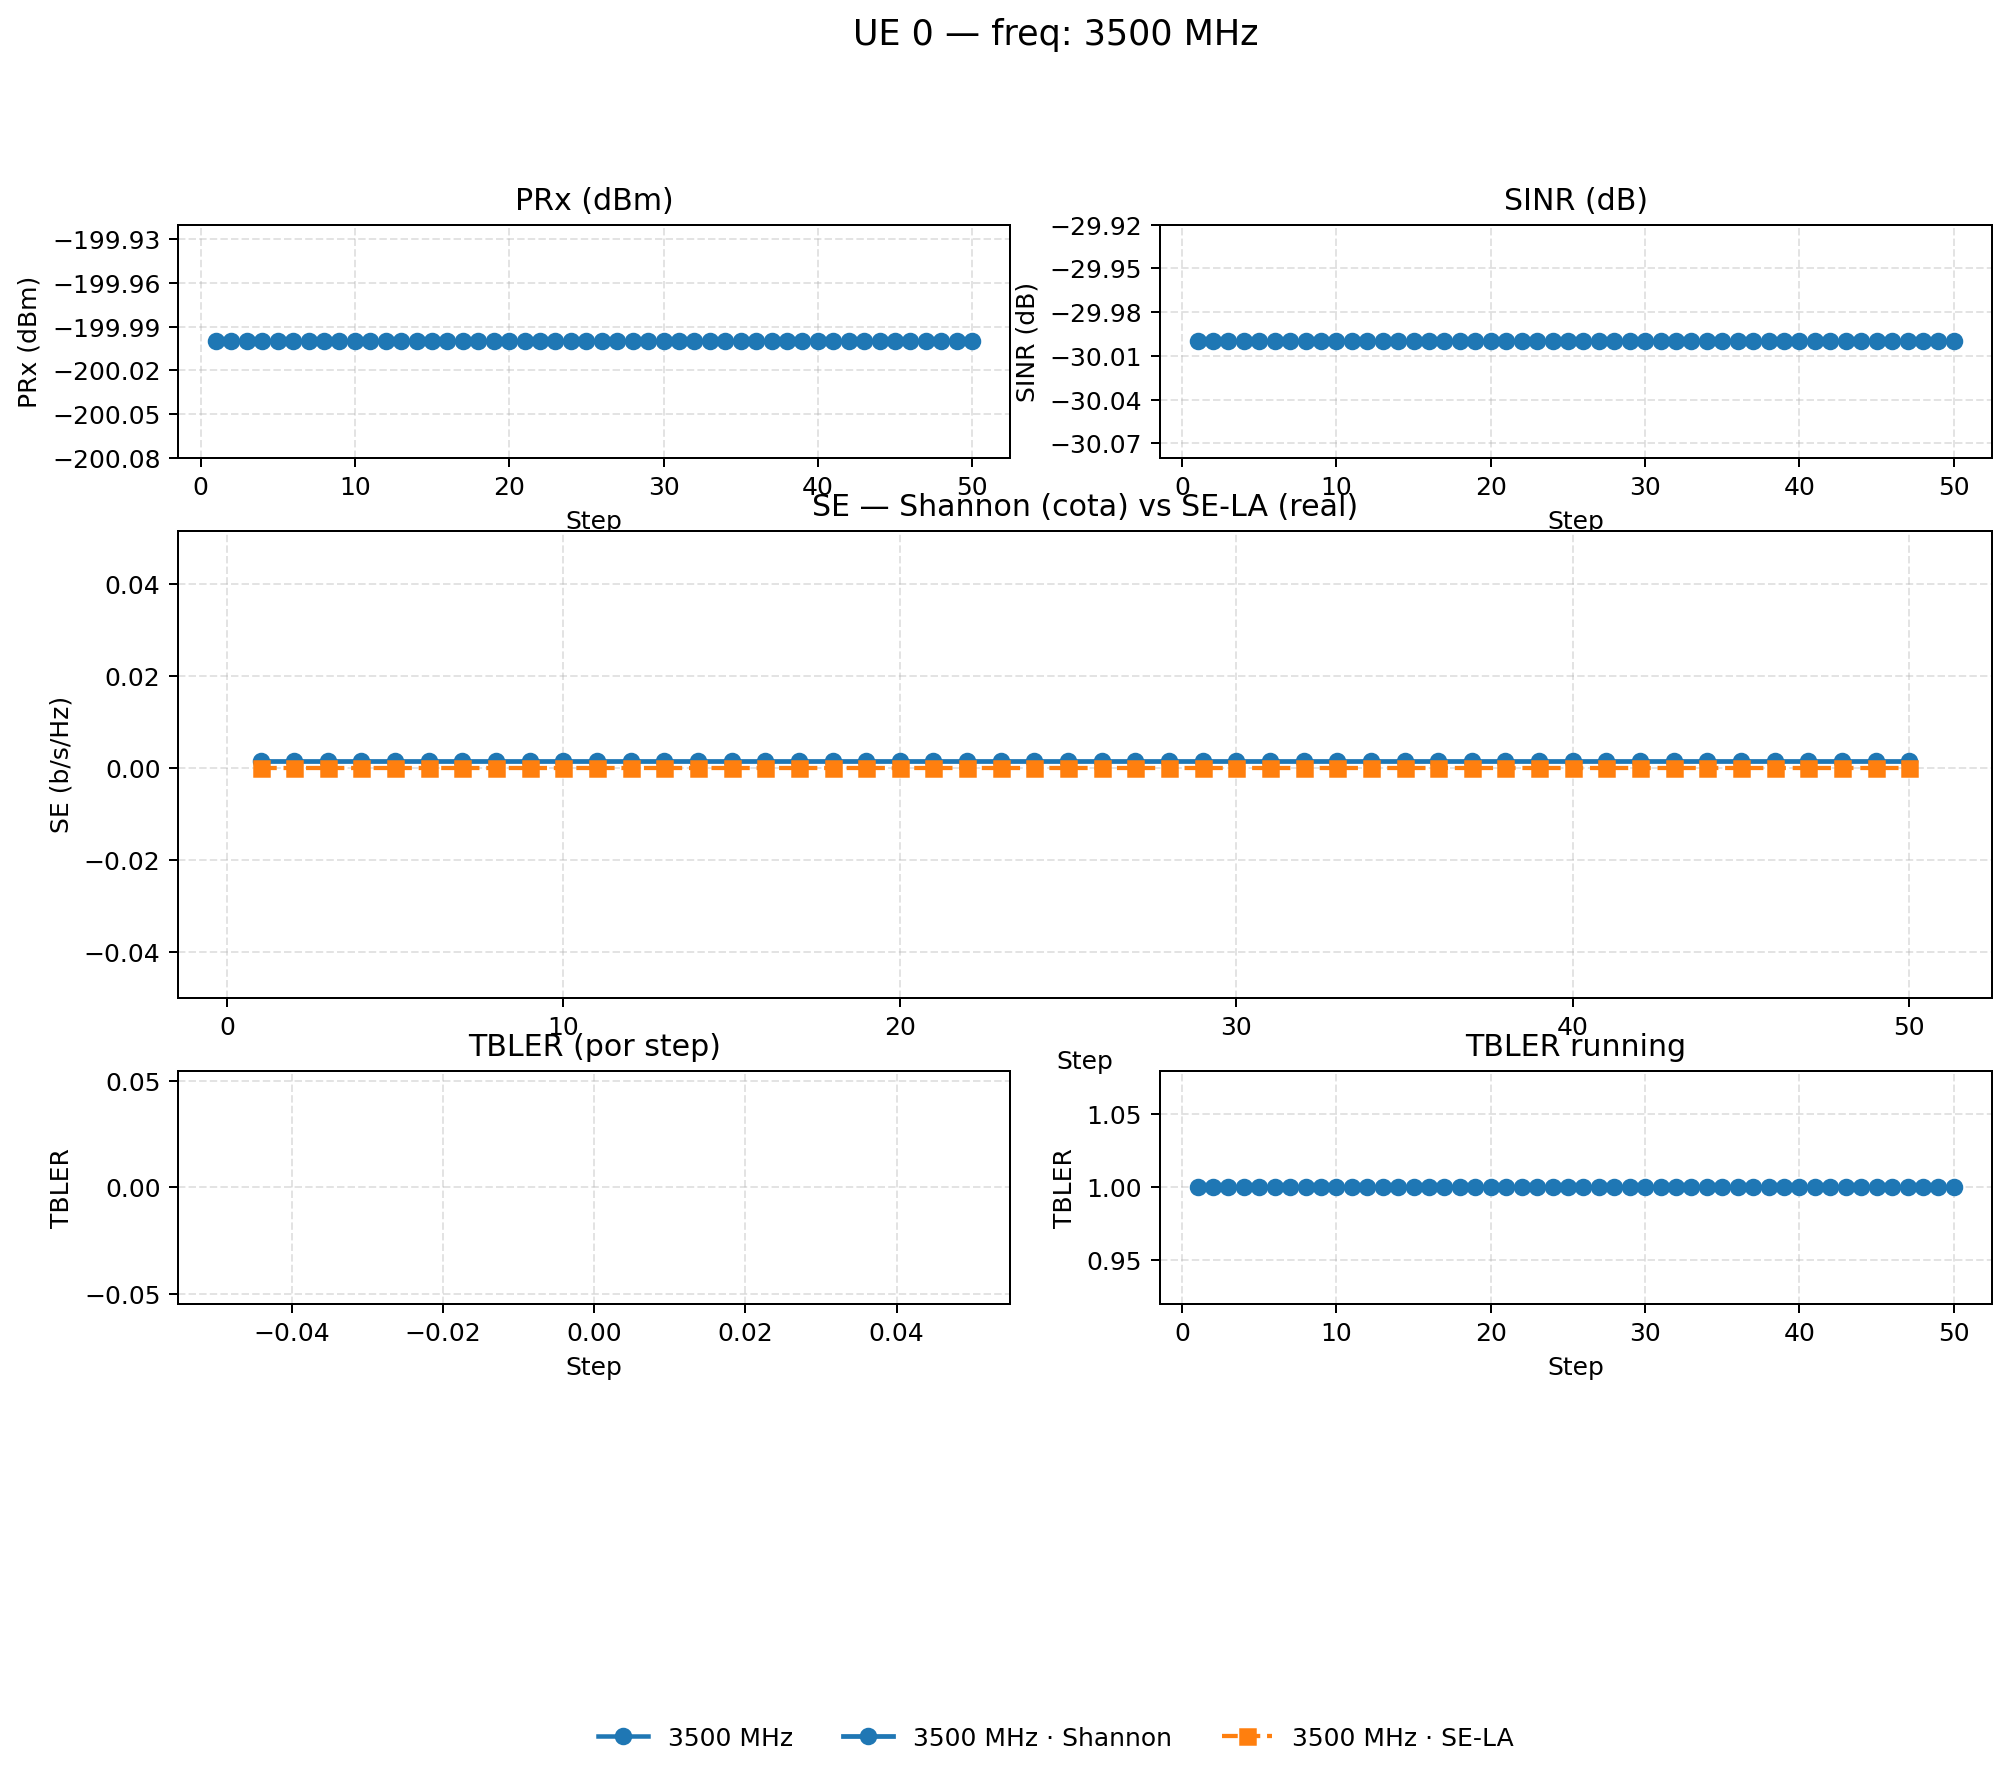 UE 0 — freq: 3500 MHz
PRx (dBm)
PRx (dBm)
−199.93
−199.96
−199.99
−200.02
−200.05
−200.08
0 10 20 30 40 50
Step
SINR (dB)
SINR (dB)
−29.92
−29.95
−29.98
−30.01
−30.04
−30.07
0 10 20 30 40 50
Step
SE — Shannon (cota) vs SE-LA (real)
SE (b/s/Hz)
0.04
0.02
0.00
−0.02
−0.04
0 10 20 30 40 50
Step
TBLER (por step)
TBLER
0.05
0.00
−0.05
−0.04 −0.02 0.00 0.02 0.04
Step
TBLER running
TBLER
1.05
1.00
0.95
0 10 20 30 40 50
Step
3500 MHz 3500 MHz · Shannon 3500 MHz · SE-LA